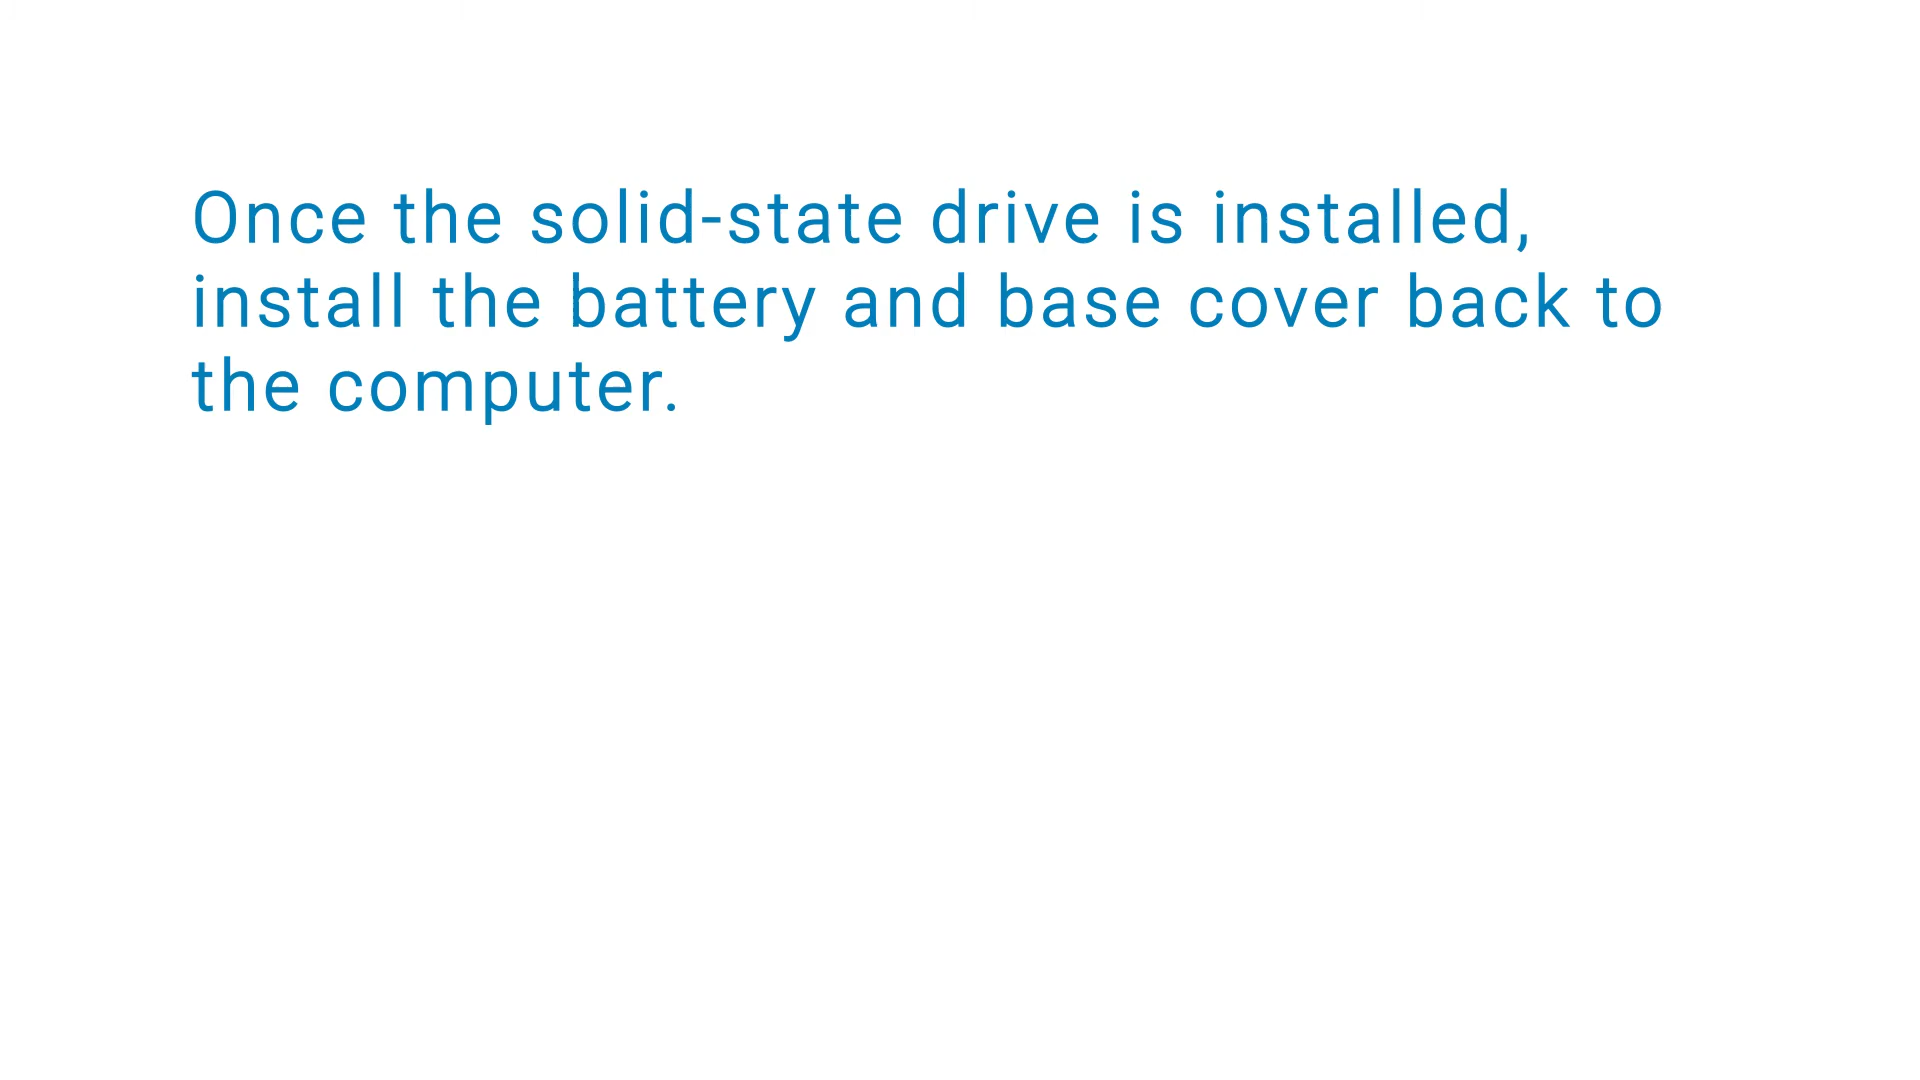 Once the solid-state drive is installed,
install the battery and base cover back to
the computer.